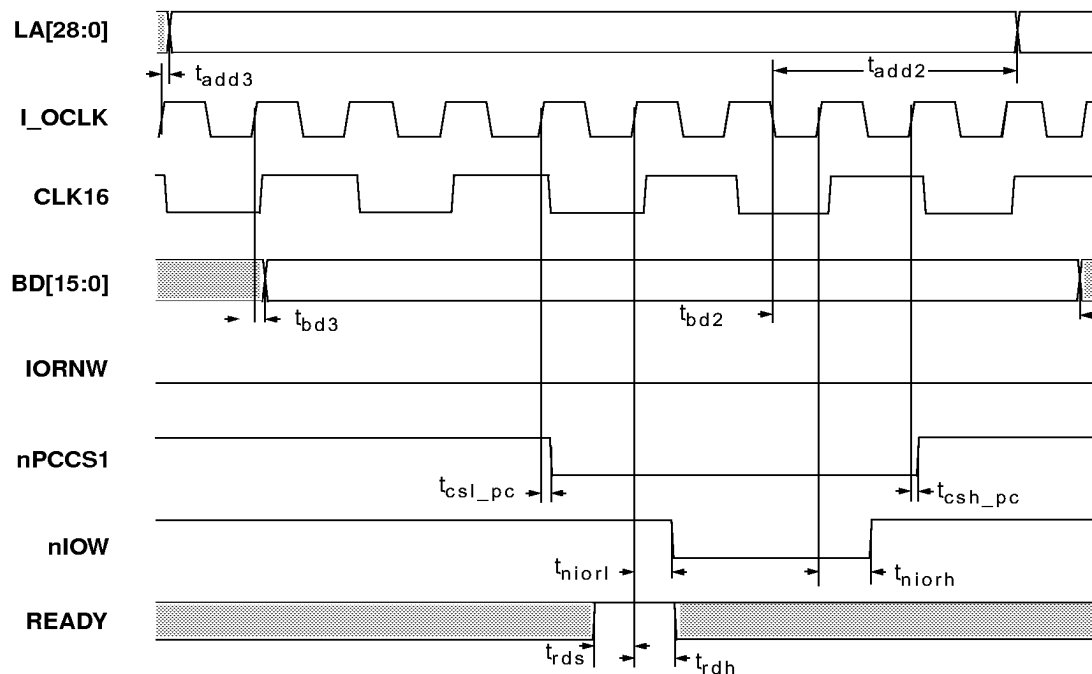 LA[28:0]
tadd3
tadd2
I_OCLK
CLK16
BD[15:0]
tbd3
tbd2
IORNW
nPCCS1
tcsl_pc
tcsh_pc
nIOW
tniorl
tniorh
READY
trds
trdh